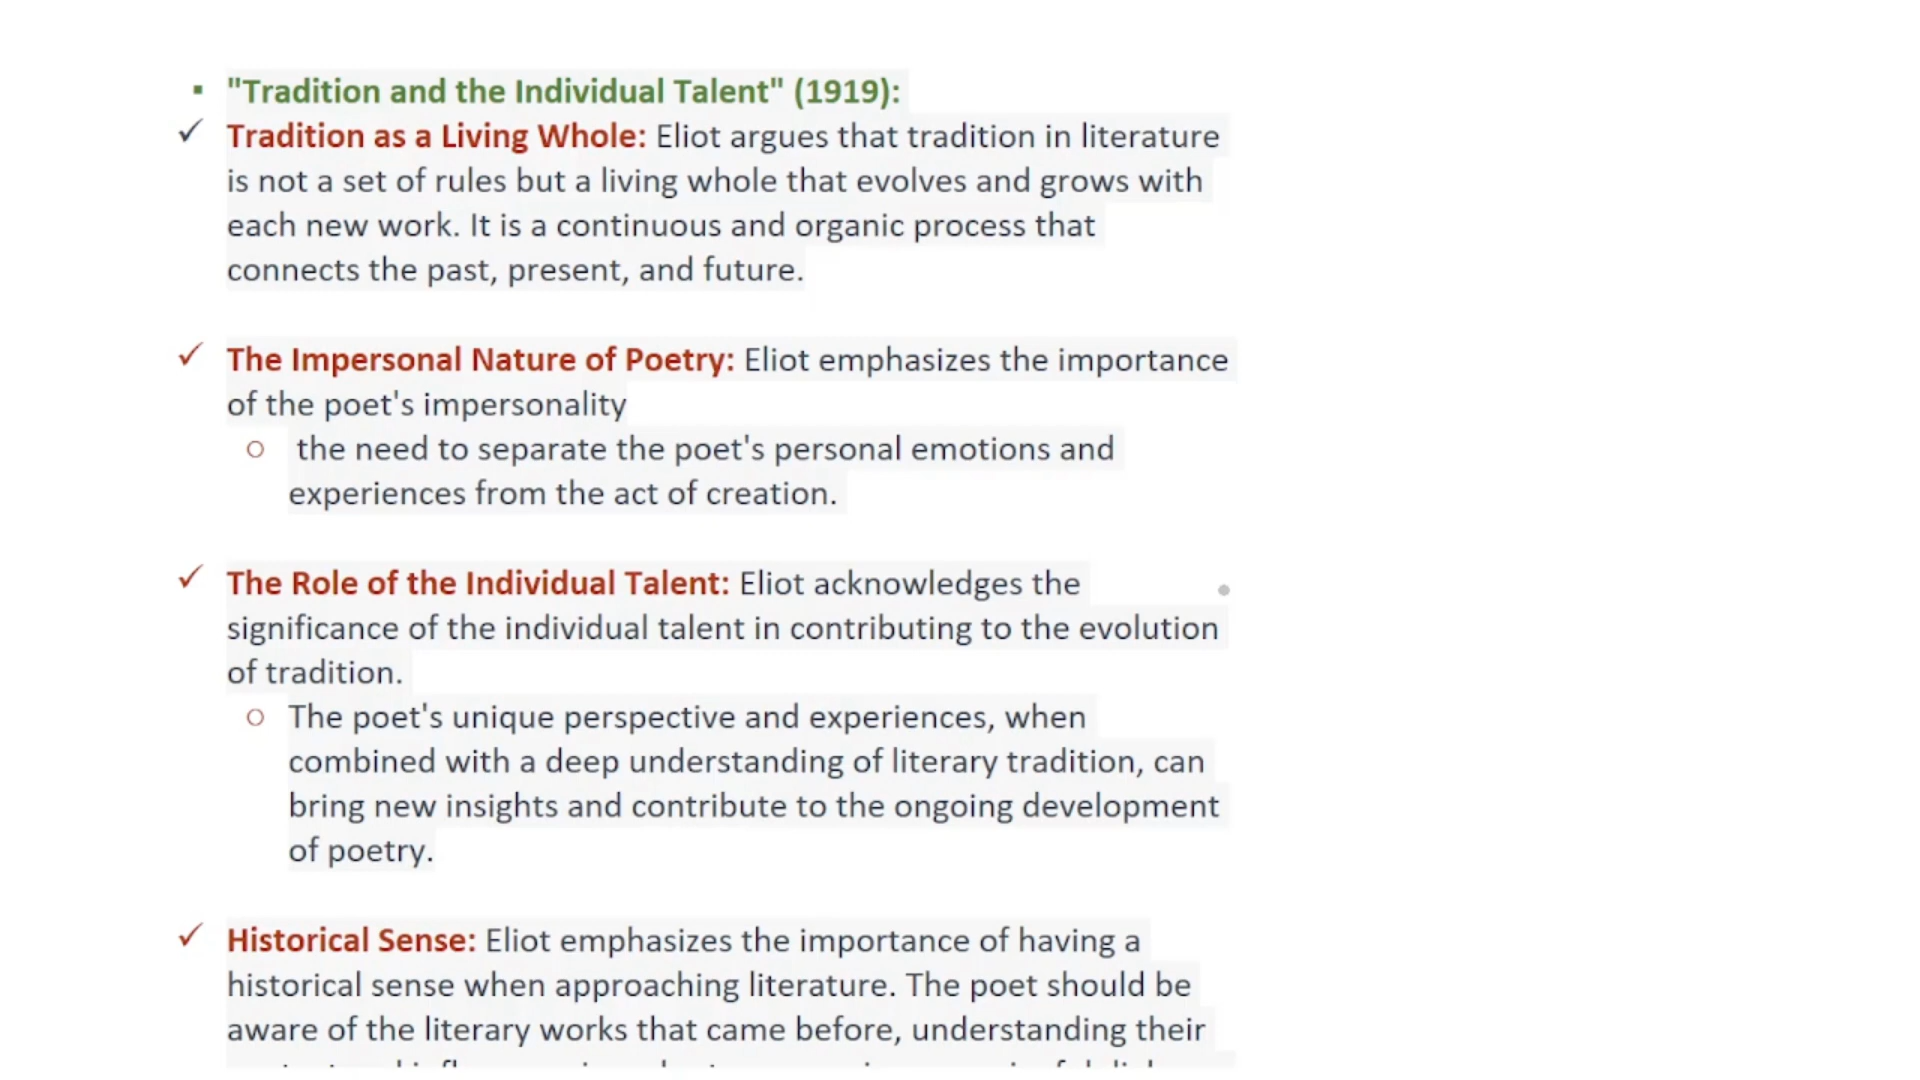 ▪ "Tradition and the Individual Talent" (1919):
✓ Tradition as a Living Whole: Eliot argues that tradition in literature
is not a set of rules but a living whole that evolves and grows with
each new work. It is a continuous and organic process that
connects the past, present, and future.
✓ The Impersonal Nature of Poetry: Eliot emphasizes the importance
of the poet's impersonality
○ the need to separate the poet's personal emotions and
experiences from the act of creation.
✓ The Role of the Individual Talent: Eliot acknowledges the
significance of the individual talent in contributing to the evolution
of tradition.
○ The poet's unique perspective and experiences, when
combined with a deep understanding of literary tradition, can
bring new insights and contribute to the ongoing development
of poetry.
✓ Historical Sense: Eliot emphasizes the importance of having a
historical sense when approaching literature. The poet should be
aware of the literary works that came before, understanding their